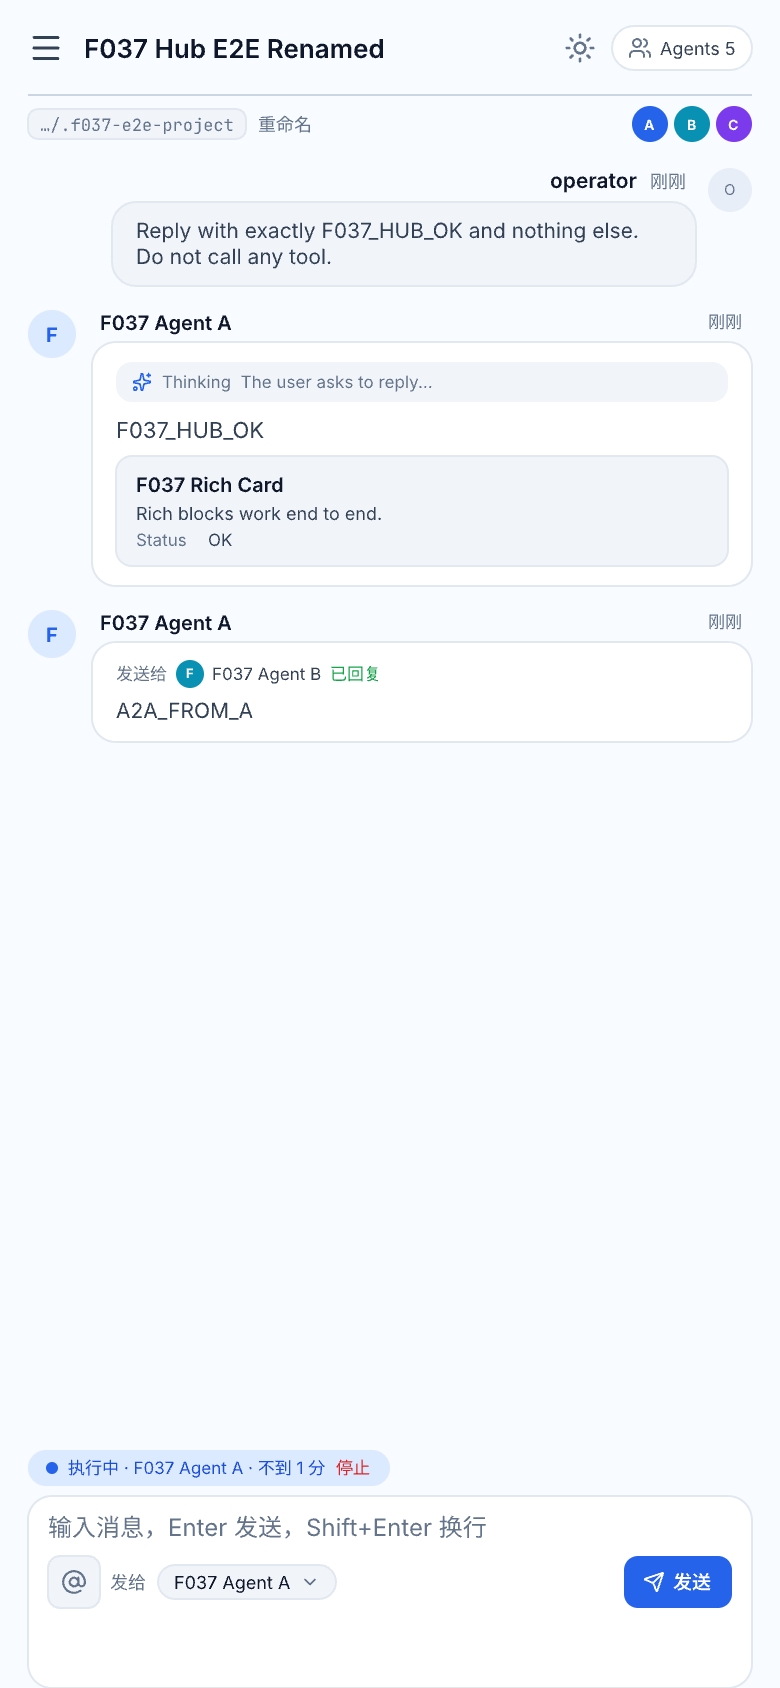 F037 Hub E2E Renamed
Agents 5
…/.f037-e2e-project 重命名
A B C
operator 刚刚
O
Reply with exactly F037_HUB_OK and nothing else.
Do not call any tool.
F
F037 Agent A 刚刚
Thinking The user asks to reply...
F037_HUB_OK
F037 Rich Card
Rich blocks work end to end.
Status OK
F
F037 Agent A 刚刚
发送给 F F037 Agent B 已回复
A2A_FROM_A
执行中 · F037 Agent A · 不到 1 分 停止
输入消息，Enter 发送，Shift+Enter 换行
@ 发给 F037 Agent A 发送